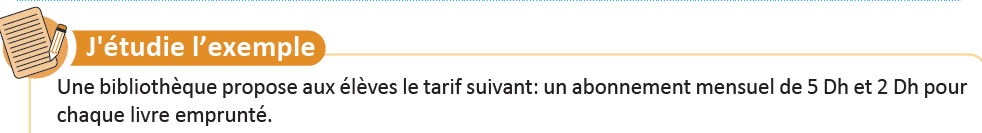 J'étudie l’exemple
Une bibliothèque propose aux élèves le tarif suivant: un abonnement mensuel de 5 Dh et 2 Dh pour
chaque livre emprunté.